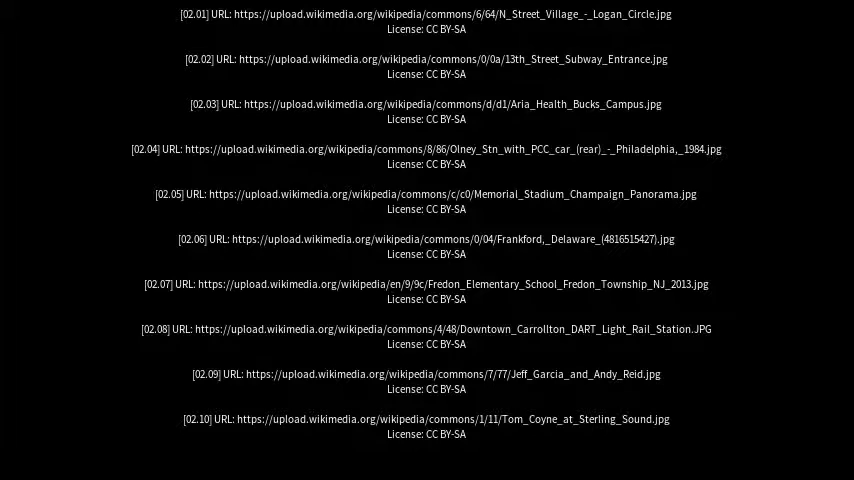 [02.01] URL: https://upload.wikimedia.org/wikipedia/commons/6/64/N_Street_Village_-_Logan_Circle.jpg
License: CC BY-SA
[02.02] URL: https://upload.wikimedia.org/wikipedia/commons/0/0a/13th_Street_Subway_Entrance.jpg
License: CC BY-SA
[02.03] URL: https://upload.wikimedia.org/wikipedia/commons/d/d1/Aria_Health_Bucks_Campus.jpg
License: CC BY-SA
[02.04] URL: https://upload.wikimedia.org/wikipedia/commons/8/86/Olney_Stn_with_PCC_car_(rear)_-_Philadelphia,_1984.jpg
License: CC BY-SA
[02.05] URL: https://upload.wikimedia.org/wikipedia/commons/c/c0/Memorial_Stadium_Champaign_Panorama.jpg
License: CC BY-SA
[02.06] URL: https://upload.wikimedia.org/wikipedia/commons/0/04/Frankford,_Delaware_(4816515427).jpg
License: CC BY-SA
[02.07] URL: https://upload.wikimedia.org/wikipedia/en/9/9c/Fredon_Elementary_School_Fredon_Township_NJ_2013.jpg
License: CC BY-SA
[02.08] URL: https://upload.wikimedia.org/wikipedia/commons/4/48/Downtown_Carrollton_DART_Light_Rail_Station.JPG
License: CC BY-SA
[02.09] URL: https://upload.wikimedia.org/wikipedia/commons/7/77/Jeff_Garcia_and_Andy_Reid.jpg
License: CC BY-SA
[02.10] URL: https://upload.wikimedia.org/wikipedia/commons/1/11/Tom_Coyne_at_Sterling_Sound.jpg
License: CC BY-SA